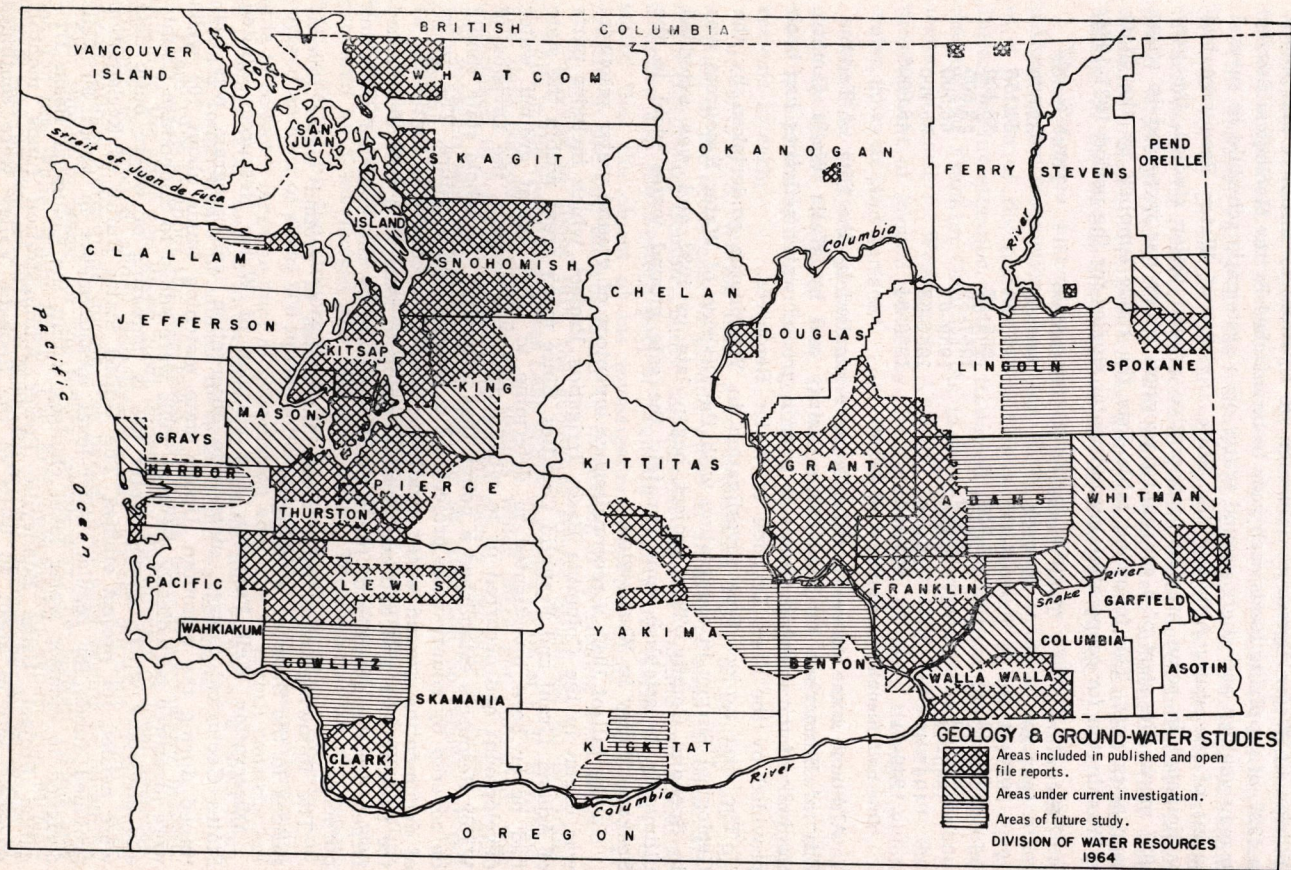 BRITISH COLUMBIA
VANCOUVER
ISLAND
WHATCOM
SAN
JUAN
Strait of Juan de Fuca
SKAGIT
OKANOGAN
FERRY
STEVENS
PEND
OREILLE
ISLAND
CLALLAM
SNOHOMISH
Columbia
River
CHELAN
JEFFERSON
DOUGLAS
Pacific
Ocean
KITSAP
KING
LINCOLN
SPOKANE
MASON
GRAYS
HARBOR
KITTITAS
GRANT
PIERCE
ADAMS
WHITMAN
THURSTON
PACIFIC
LEWIS
FRANKLIN
Snake River
GARFIELD
WAHKIAKUM
YAKIMA
COLUMBIA
COWLITZ
BENTON
WALLA WALLA
ASOTIN
SKAMANIA
KLICKITAT
CLARK
Columbia River
OREGON
GEOLOGY & GROUND-WATER STUDIES
Areas included in published and open
file reports.
Areas under current investigation.
Areas of future study.
DIVISION OF WATER RESOURCES
1964